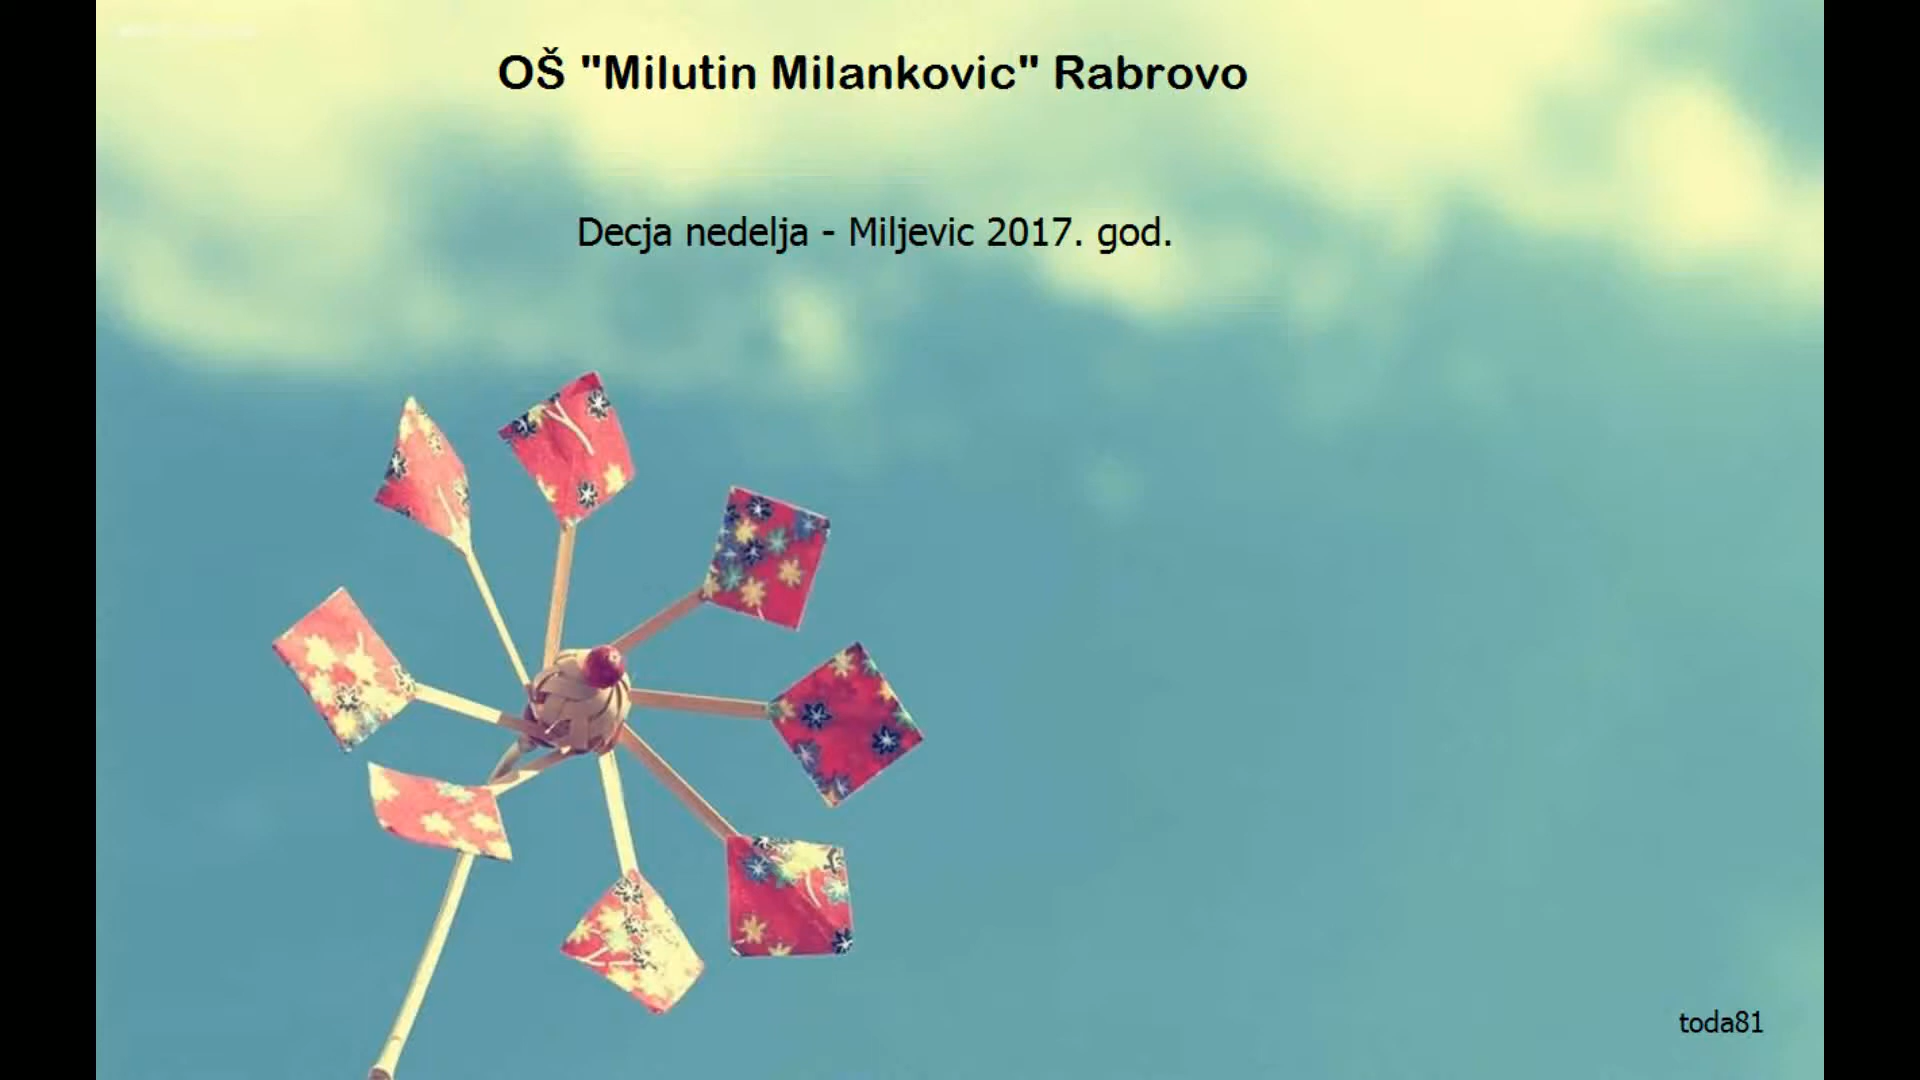 OŠ "Milutin Milankovic" Rabrovo
Decja nedelja - Miljevic 2017. god.
toda81